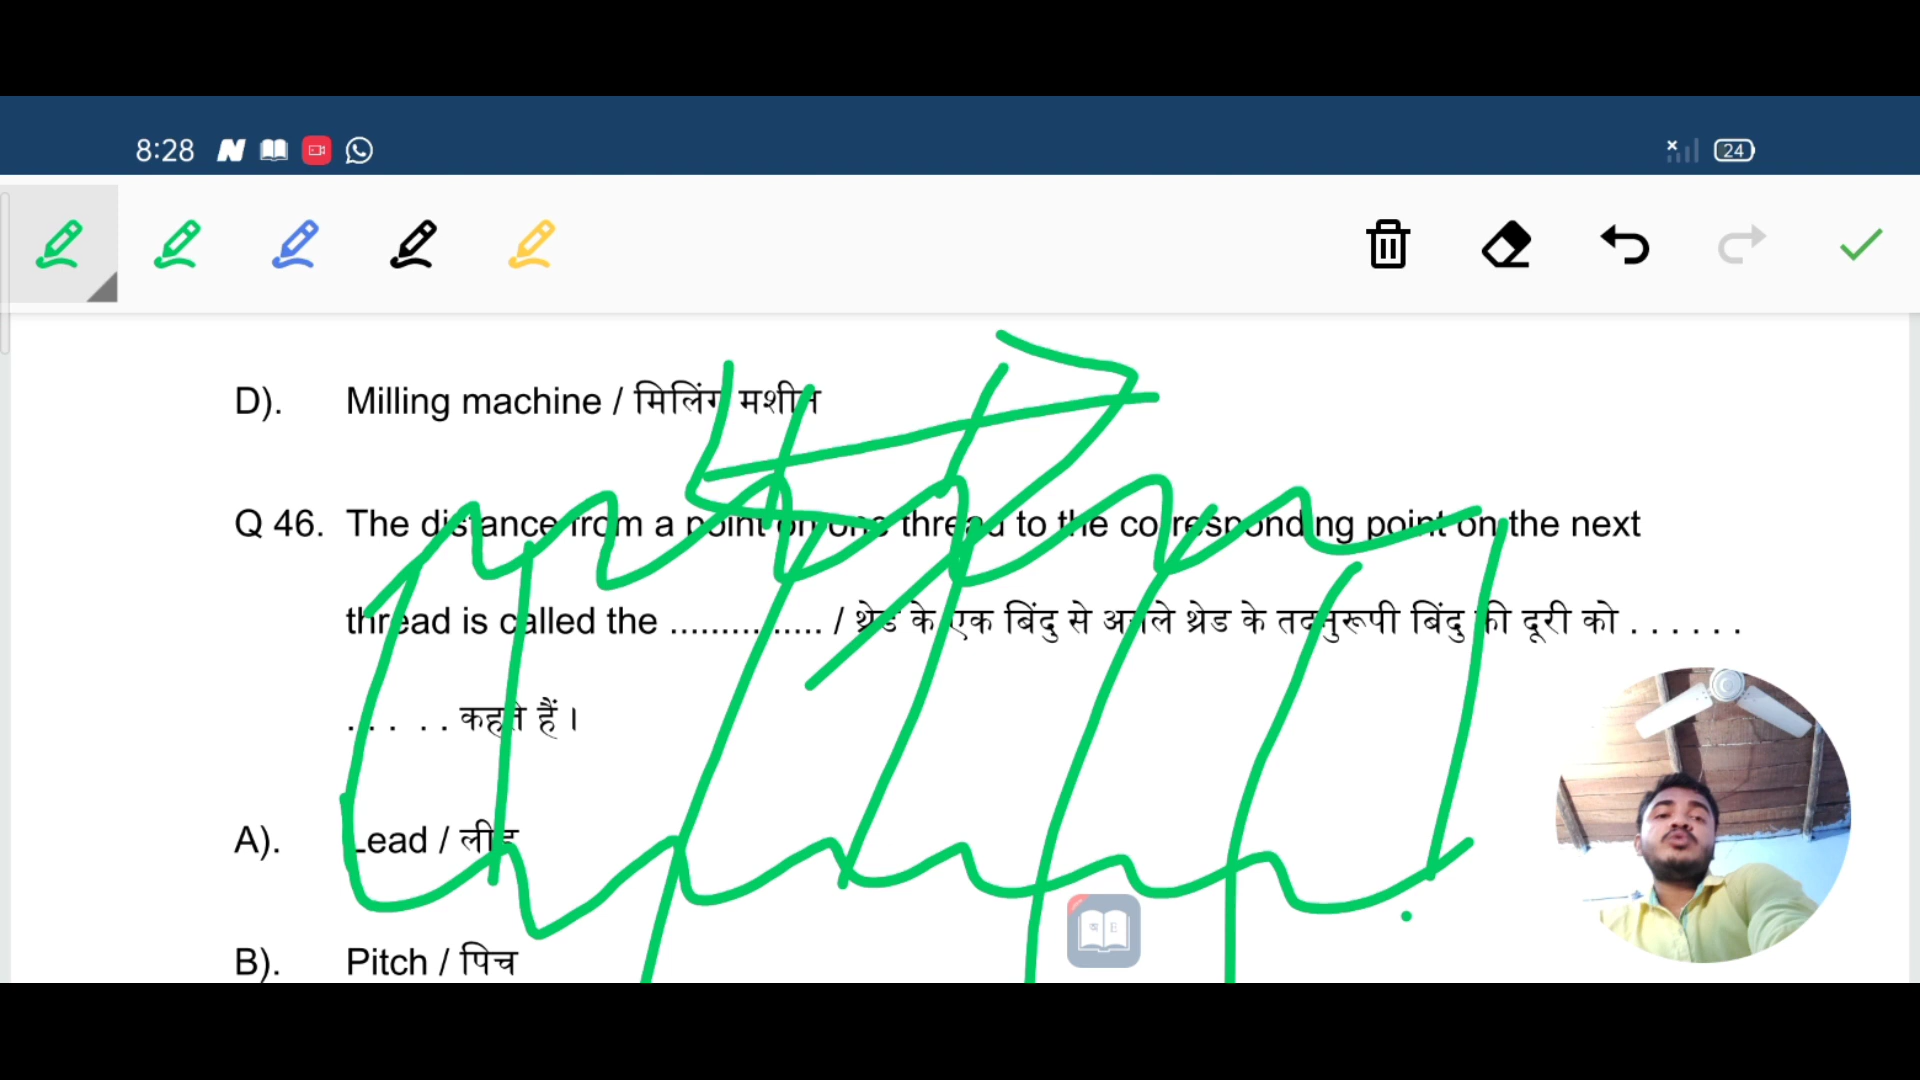 8:28
24
D). Milling machine / मिलिंग मशीन
Q 46. The distance from a point on one thread to the corresponding point on the next
thread is called the ............... / थ्रेड के एक बिंदु से अगले थ्रेड के तदनुरूपी बिंदु की दूरी को . . . . . .
. . . . . कहते हैं।
A). Lead / लीड
B). Pitch / पिच